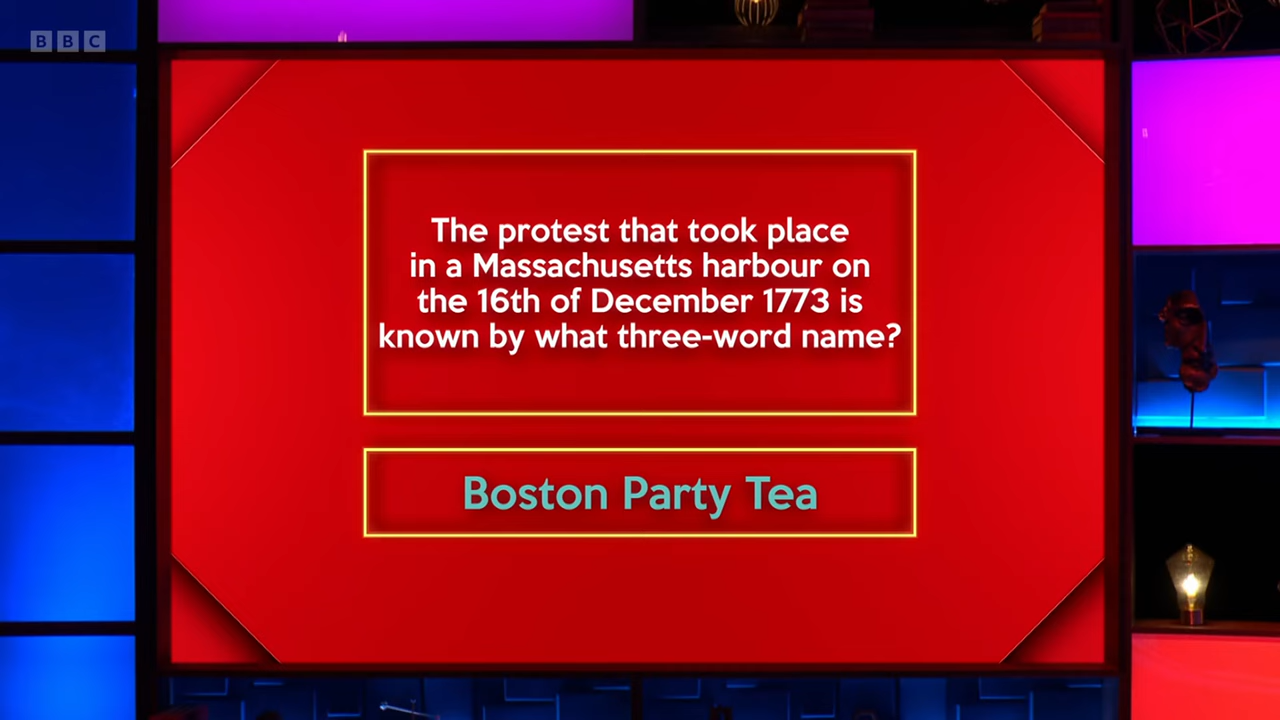 BBC
The protest that took place
in a Massachusetts harbour on
the 16th of December 1773 is
known by what three-word name?
Boston Party Tea